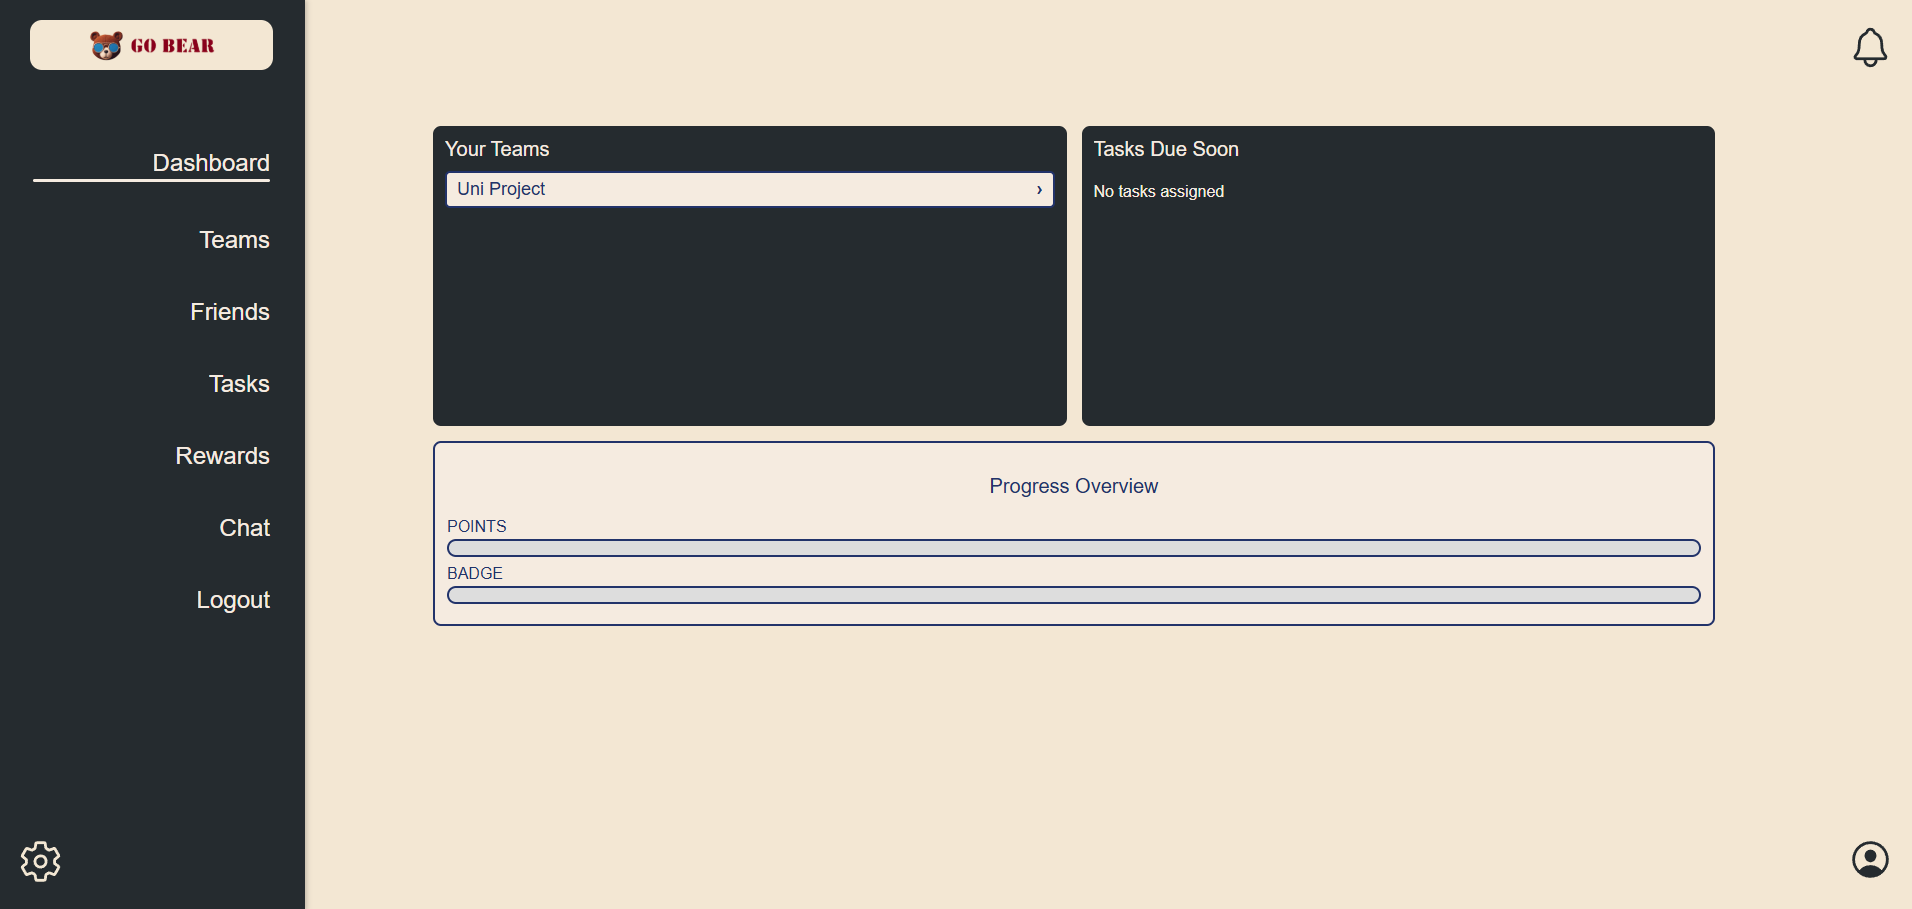 GO BEAR
Dashboard
Teams
Friends
Tasks
Rewards
Chat
Logout
Your Teams
Uni Project ›
Tasks Due Soon
No tasks assigned
Progress Overview
POINTS
BADGE